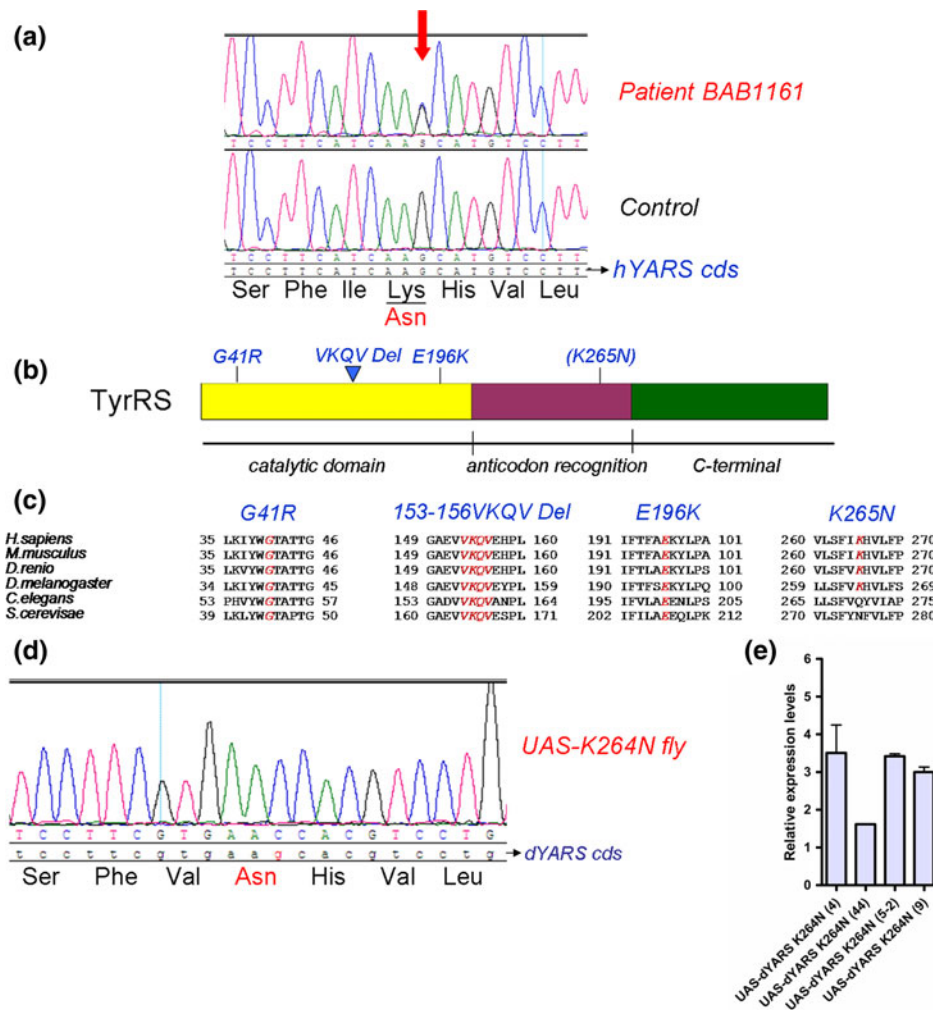 (a)
Patient BAB1161
T C C T T C A T C A A S C A T G T C C T T
Control
T C C T T C A T C A A G C A T G T C C T T
T C C T T C A T C A A G C A T G T C C T T → hYARS cds
Ser Phe Ile Lys His Val Leu
Asn
(b)
G41R VKQV Del E196K (K265N)
TyrRS
catalytic domain anticodon recognition C-terminal
(c)
G41R 153-156VKQV Del E196K K265N
H.sapiens 35 LKIYWGTATTG 46 149 GAEVVKQVEHPL 160 191 IFTFAEKYLPA 101 260 VLSFIKHVLFP 270
M.musculus 35 LKIYWGTATTG 46 149 GAEVVKQVEHPL 160 191 IFTFAEKYLPA 101 260 VLSFIKHVLFP 270
D.renio 35 LKVYWGTATTG 46 149 GAEVVKQVEHPL 160 191 IFTLAEKYLPS 101 260 VLSFIKHVLFP 270
D.melanogaster 34 LKIYWGTATTG 45 148 GAEVVKQVEYPL 159 190 IFTFSEKYLPQ 100 259 LLSFVKHVLFS 269
C.elegans 53 PHVYWGTATTG 57 153 GADVVKQVANPL 164 195 IFVLAEENLPS 205 265 LLSFVQYVIAP 275
S.cerevisae 39 LKLYWGTAPTG 50 160 GAEVVKQVESPL 171 202 IFILAEEQLPK 212 270 VLSFYNFVLFP 280
(d)
UAS-K264N fly
T C C T T C G T G A A C C A C G T C C T G
t c c t t c g t g a a g c a c g t c c t g → dYARS cds
Ser Phe Val Asn His Val Leu
(e)
Relative expression levels
6
5
4
3
2
1
0
UAS-dYARS K264N (4)
UAS-dYARS K264N (44)
UAS-dYARS K264N (5-2)
UAS-dYARS K264N (9)